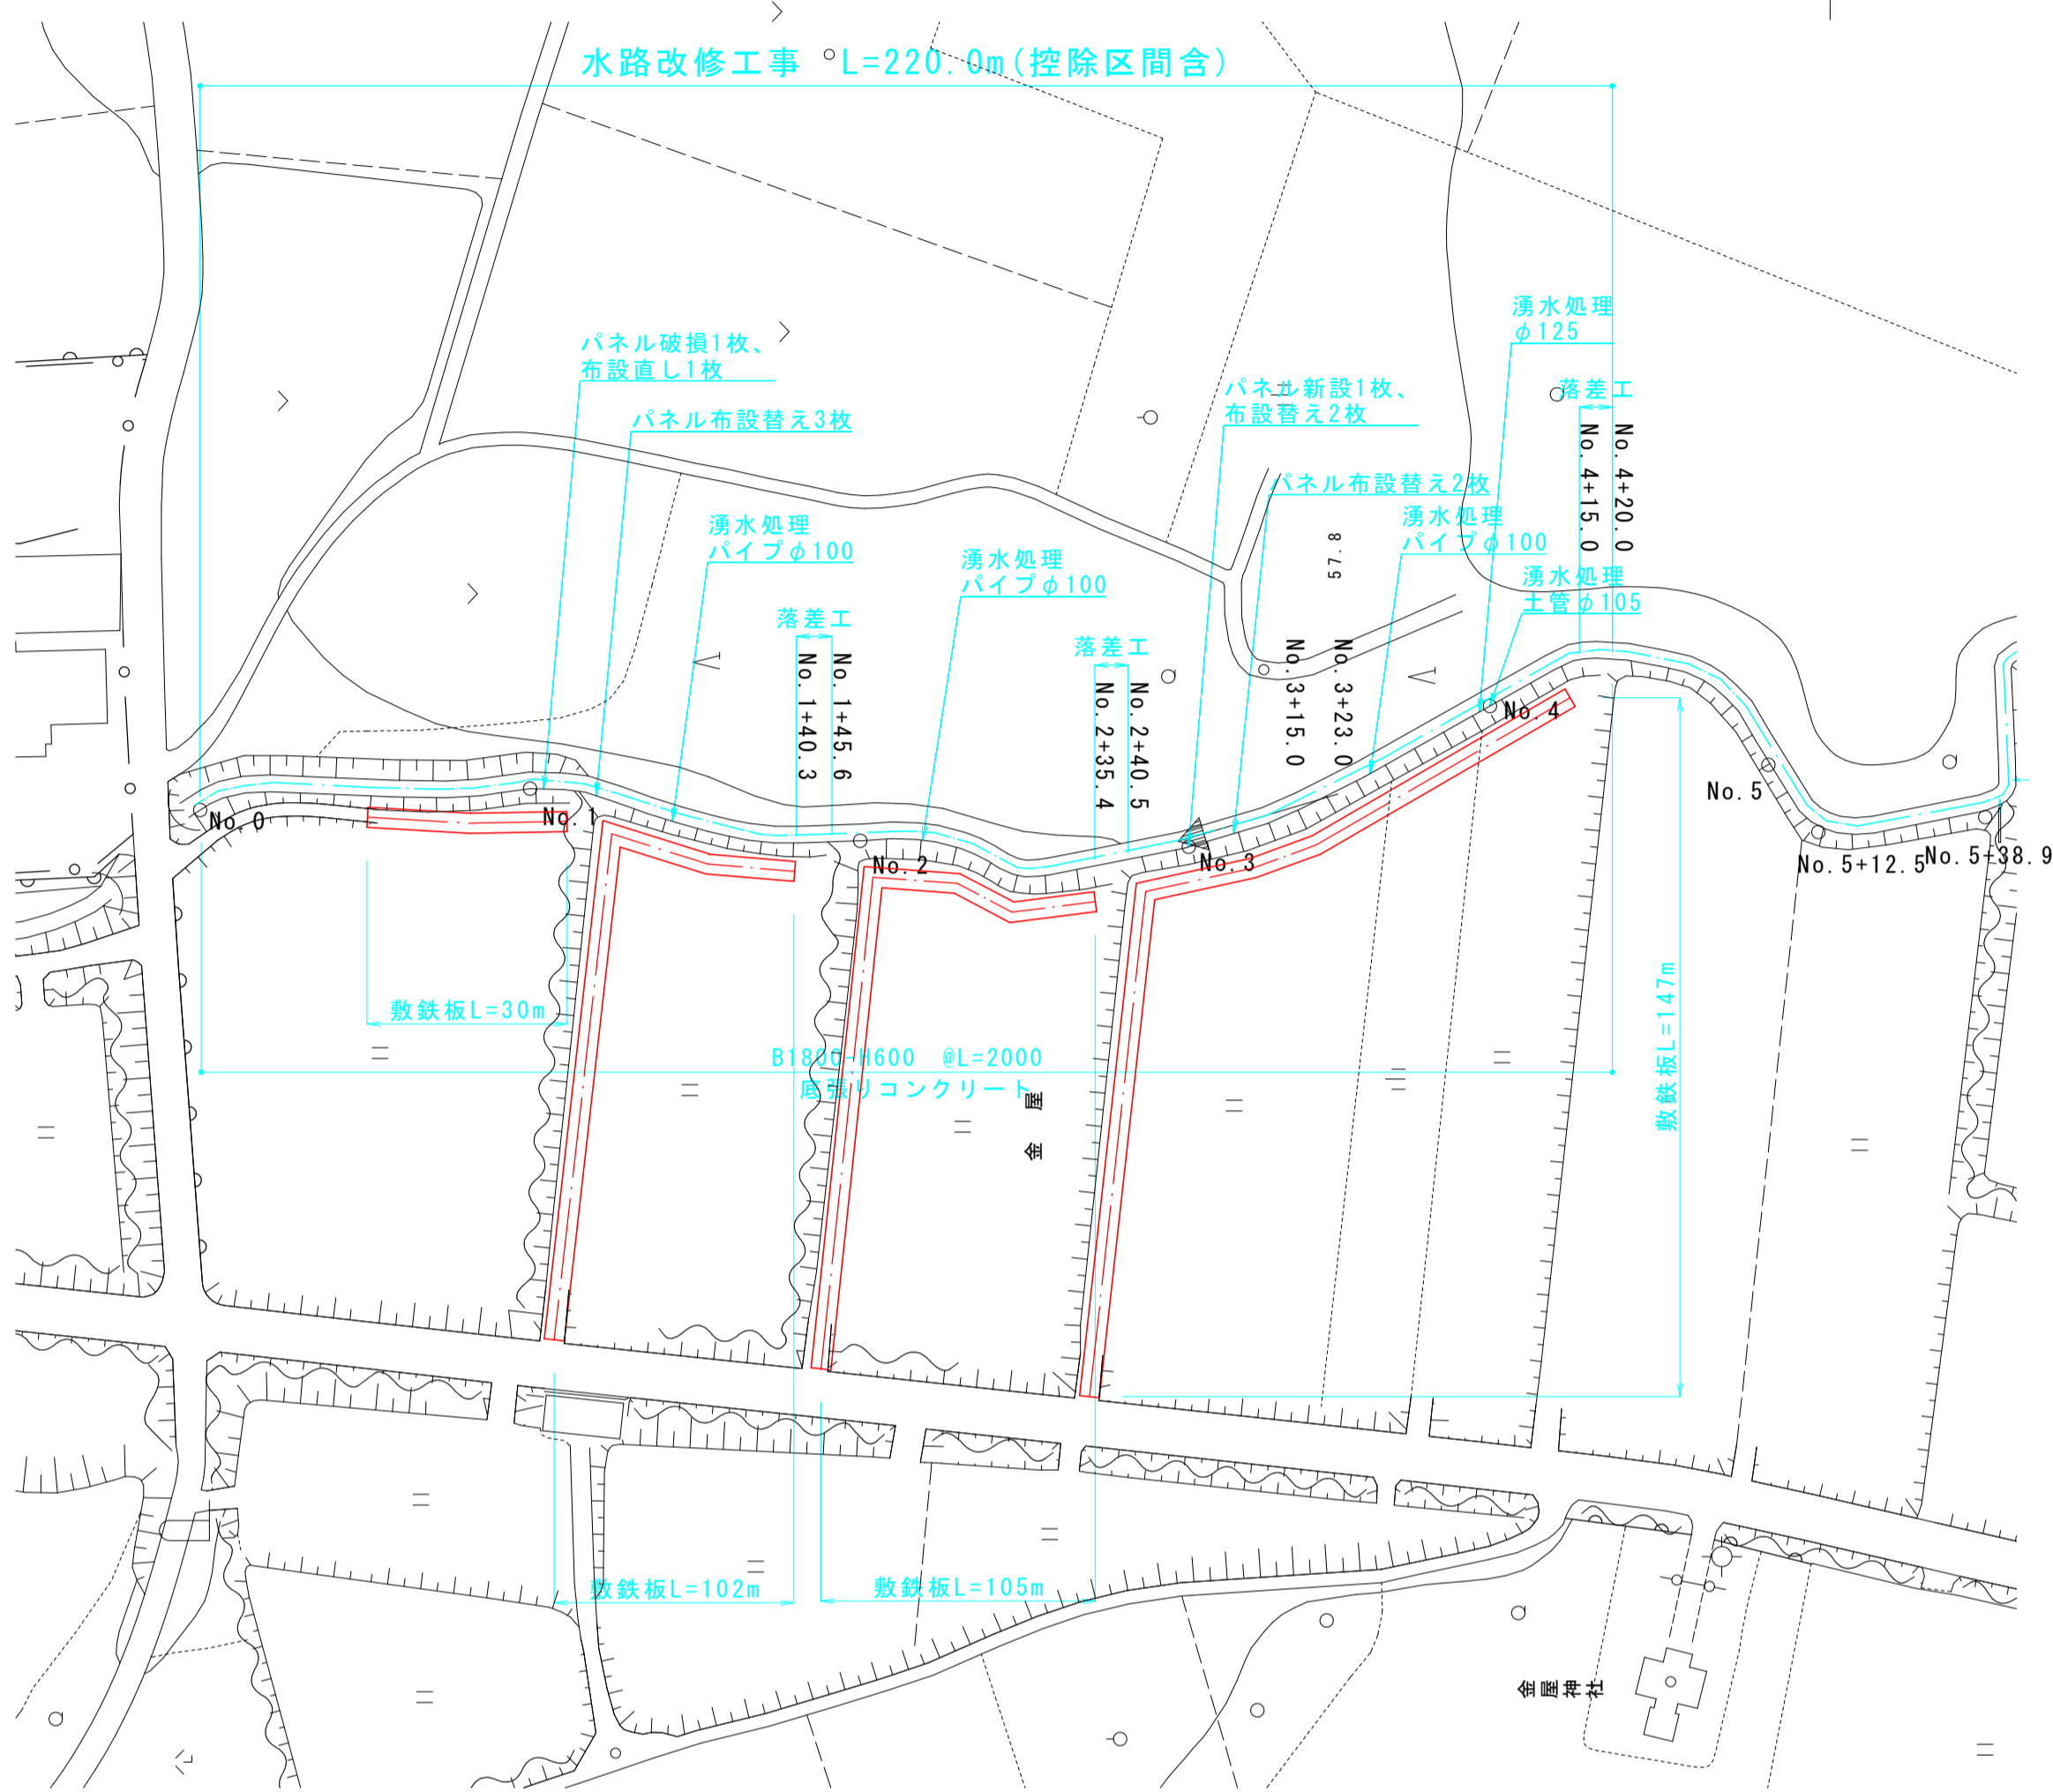 水路改修工事 L=220.0m(控除区間含)
湧水処理
φ125
パネル破損1枚、
布設直し1枚
パネル新設1枚、
布設替え2枚
落差工
パネル布設替え3枚
No.4+15.0
No.4+20.0
パネル布設替え2枚
湧水処理
パイプφ100
湧水処理
パイプφ100
湧水処理
パイプφ100
57.8
湧水処理
土管φ105
落差工
No.1+40.3
No.1+45.6
落差工
No.2+35.4
No.2+40.5
No.3+15.0
No.3+23.0
No.0
No.1
No.2
No.3
No.4
No.5
No.5+12.5
No.5+38.9
敷鉄板L=30m
B1800-H600 @L=2000
底張りコンクリート
金屋
敷鉄板L=147m
敷鉄板L=102m
敷鉄板L=105m
金屋神社